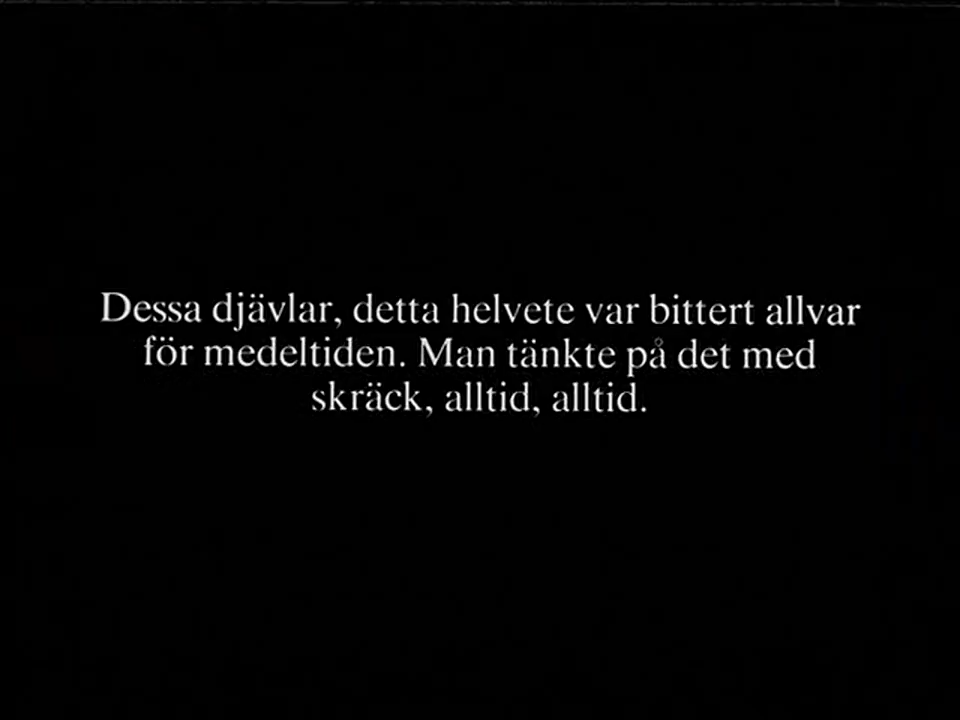 Dessa djävlar, detta helvete var bittert allvar
för medeltiden. Man tänkte på det med
skräck, alltid, alltid.